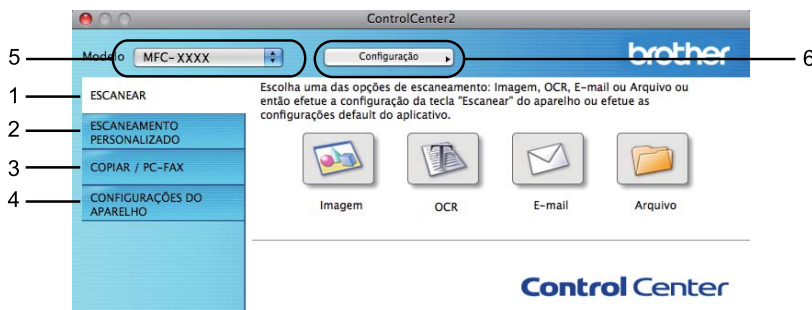 ControlCenter2
5
Modelo
MFC-XXXX
Configuração
brother
6
1
ESCANEAR
2
ESCANEAMENTO
PERSONALIZADO
3
COPIAR / PC-FAX
4
CONFIGURAÇÕES DO
APARELHO
Escolha uma das opções de escaneamento: Imagem, OCR, E-mail ou Arquivo ou
então efetue a configuração da tecla "Escanear" do aparelho ou efetue as
configurações default do aplicativo.
Imagem
OCR
E-mail
Arquivo
Control Center